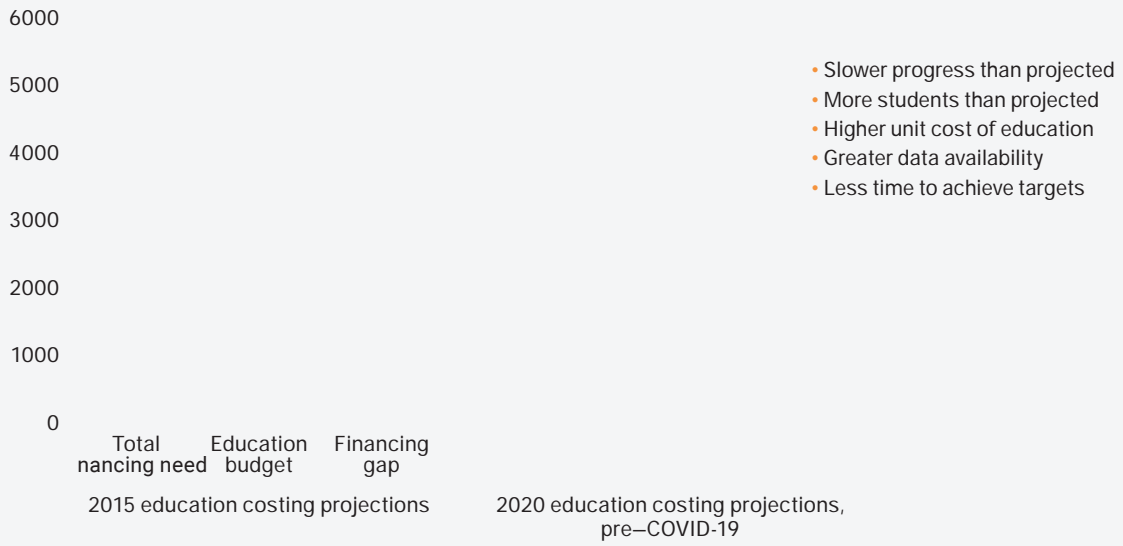 6000
5000
4000
3000
2000
1000
0
• Slower progress than projected
• More students than projected
• Higher unit cost of education
• Greater data availability
• Less time to achieve targets
Total
nancing need
Education
budget
Financing
gap
2015 education costing projections
2020 education costing projections,
pre—COVID-19